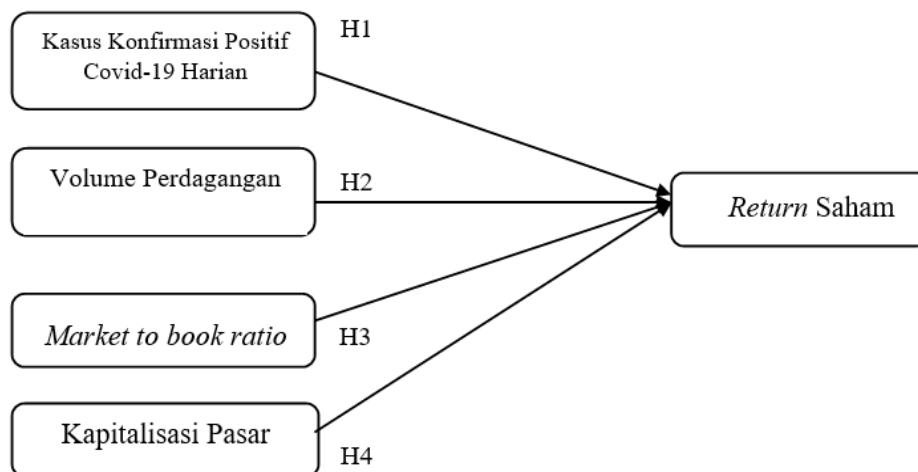 Kasus Konfirmasi Positif
Covid-19 Harian
H1
Volume Perdagangan
H2
Return Saham
Market to book ratio
H3
Kapitalisasi Pasar
H4